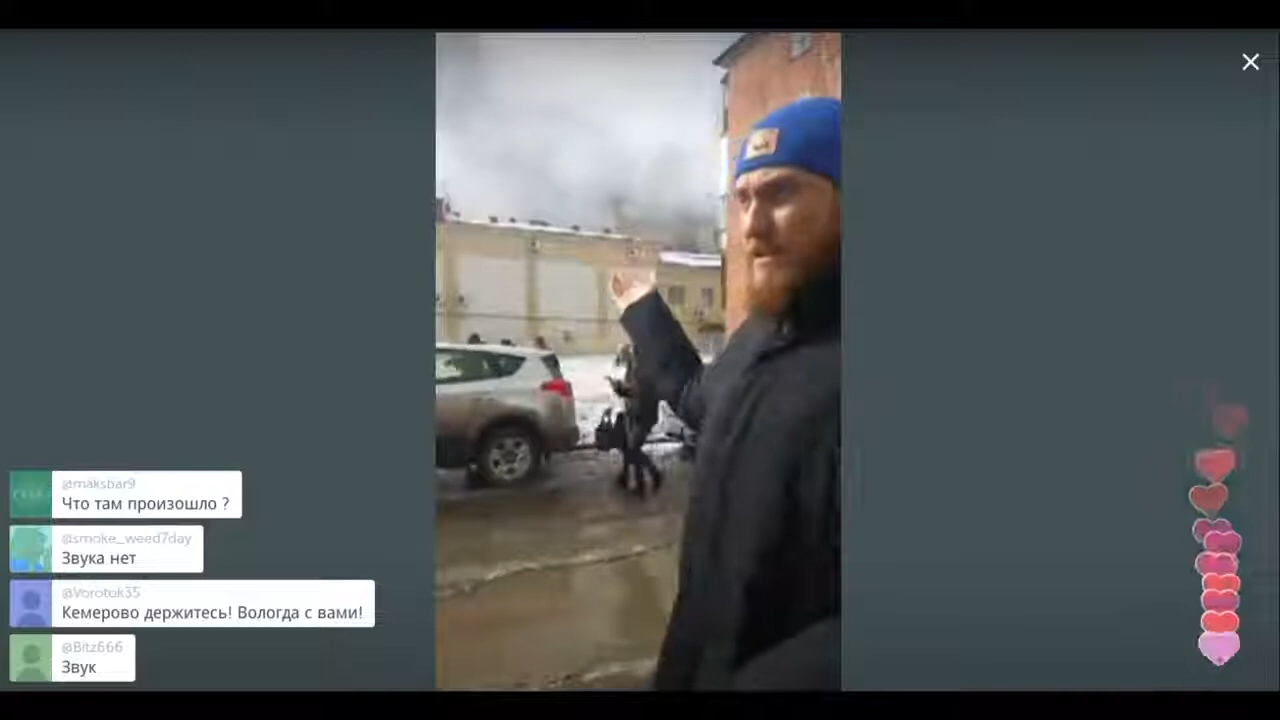 @maksbar9
Что там произошло ?
@smoke_weed7day
Звука нет
@Vorotok35
Кемерово держитесь! Вологда с вами!
@Bitz666
Звук